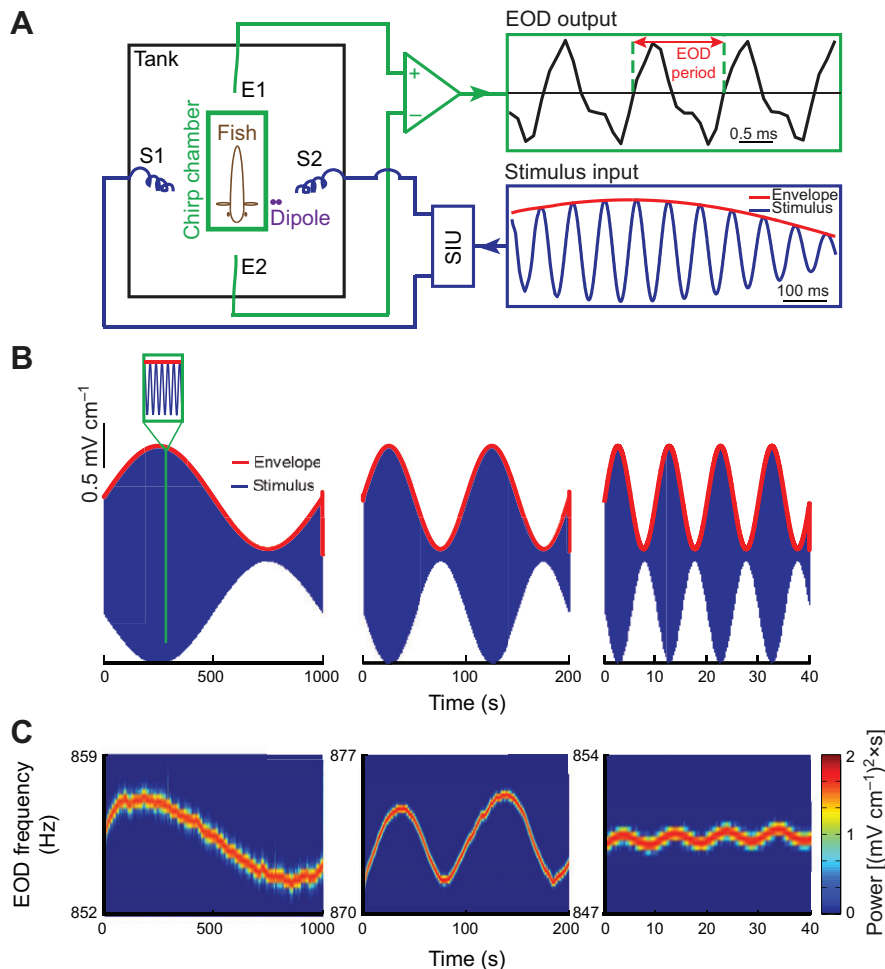 A
Tank
E1
S1
Chirp chamber
Fish
S2
Dipole
E2
+
−
SIU
EOD output
EOD
period
0.5 ms
Stimulus input
Envelope
Stimulus
100 ms
B
0.5 mV cm−1
Envelope
Stimulus
0 500 1000
0 100 200
0 10 20 30 40
Time (s)
C
EOD frequency
(Hz)
859
852
0 500 1000
877
870
0 100 200
854
847
0 10 20 30 40
2
1
0
Power [(mV cm−1)2×s]
Time (s)